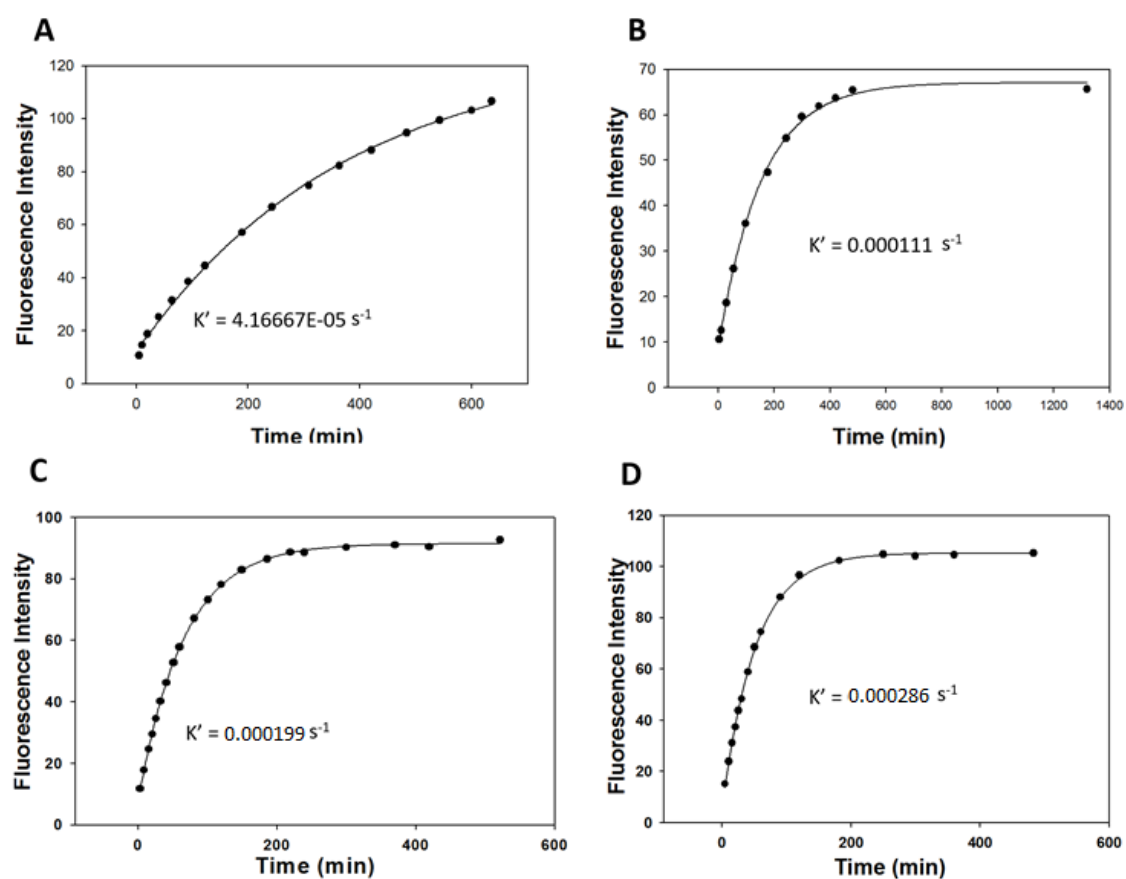 A
Fluorescence Intensity
120
100
80
60
40
20
0
K’ = 4.16667E-05 s-1
0 200 400 600
Time (min)
B
Fluorescence Intensity
70
60
50
40
30
20
10
0
K’ = 0.000111 s-1
0 200 400 600 800 1000 1200 1400
Time (min)
C
Fluorescence Intensity
100
80
60
40
20
0
K’ = 0.000199 s-1
0 200 400 600
Time (min)
D
Fluorescence Intensity
120
100
80
60
40
20
0
K’ = 0.000286 s-1
0 200 400 600
Time (min)